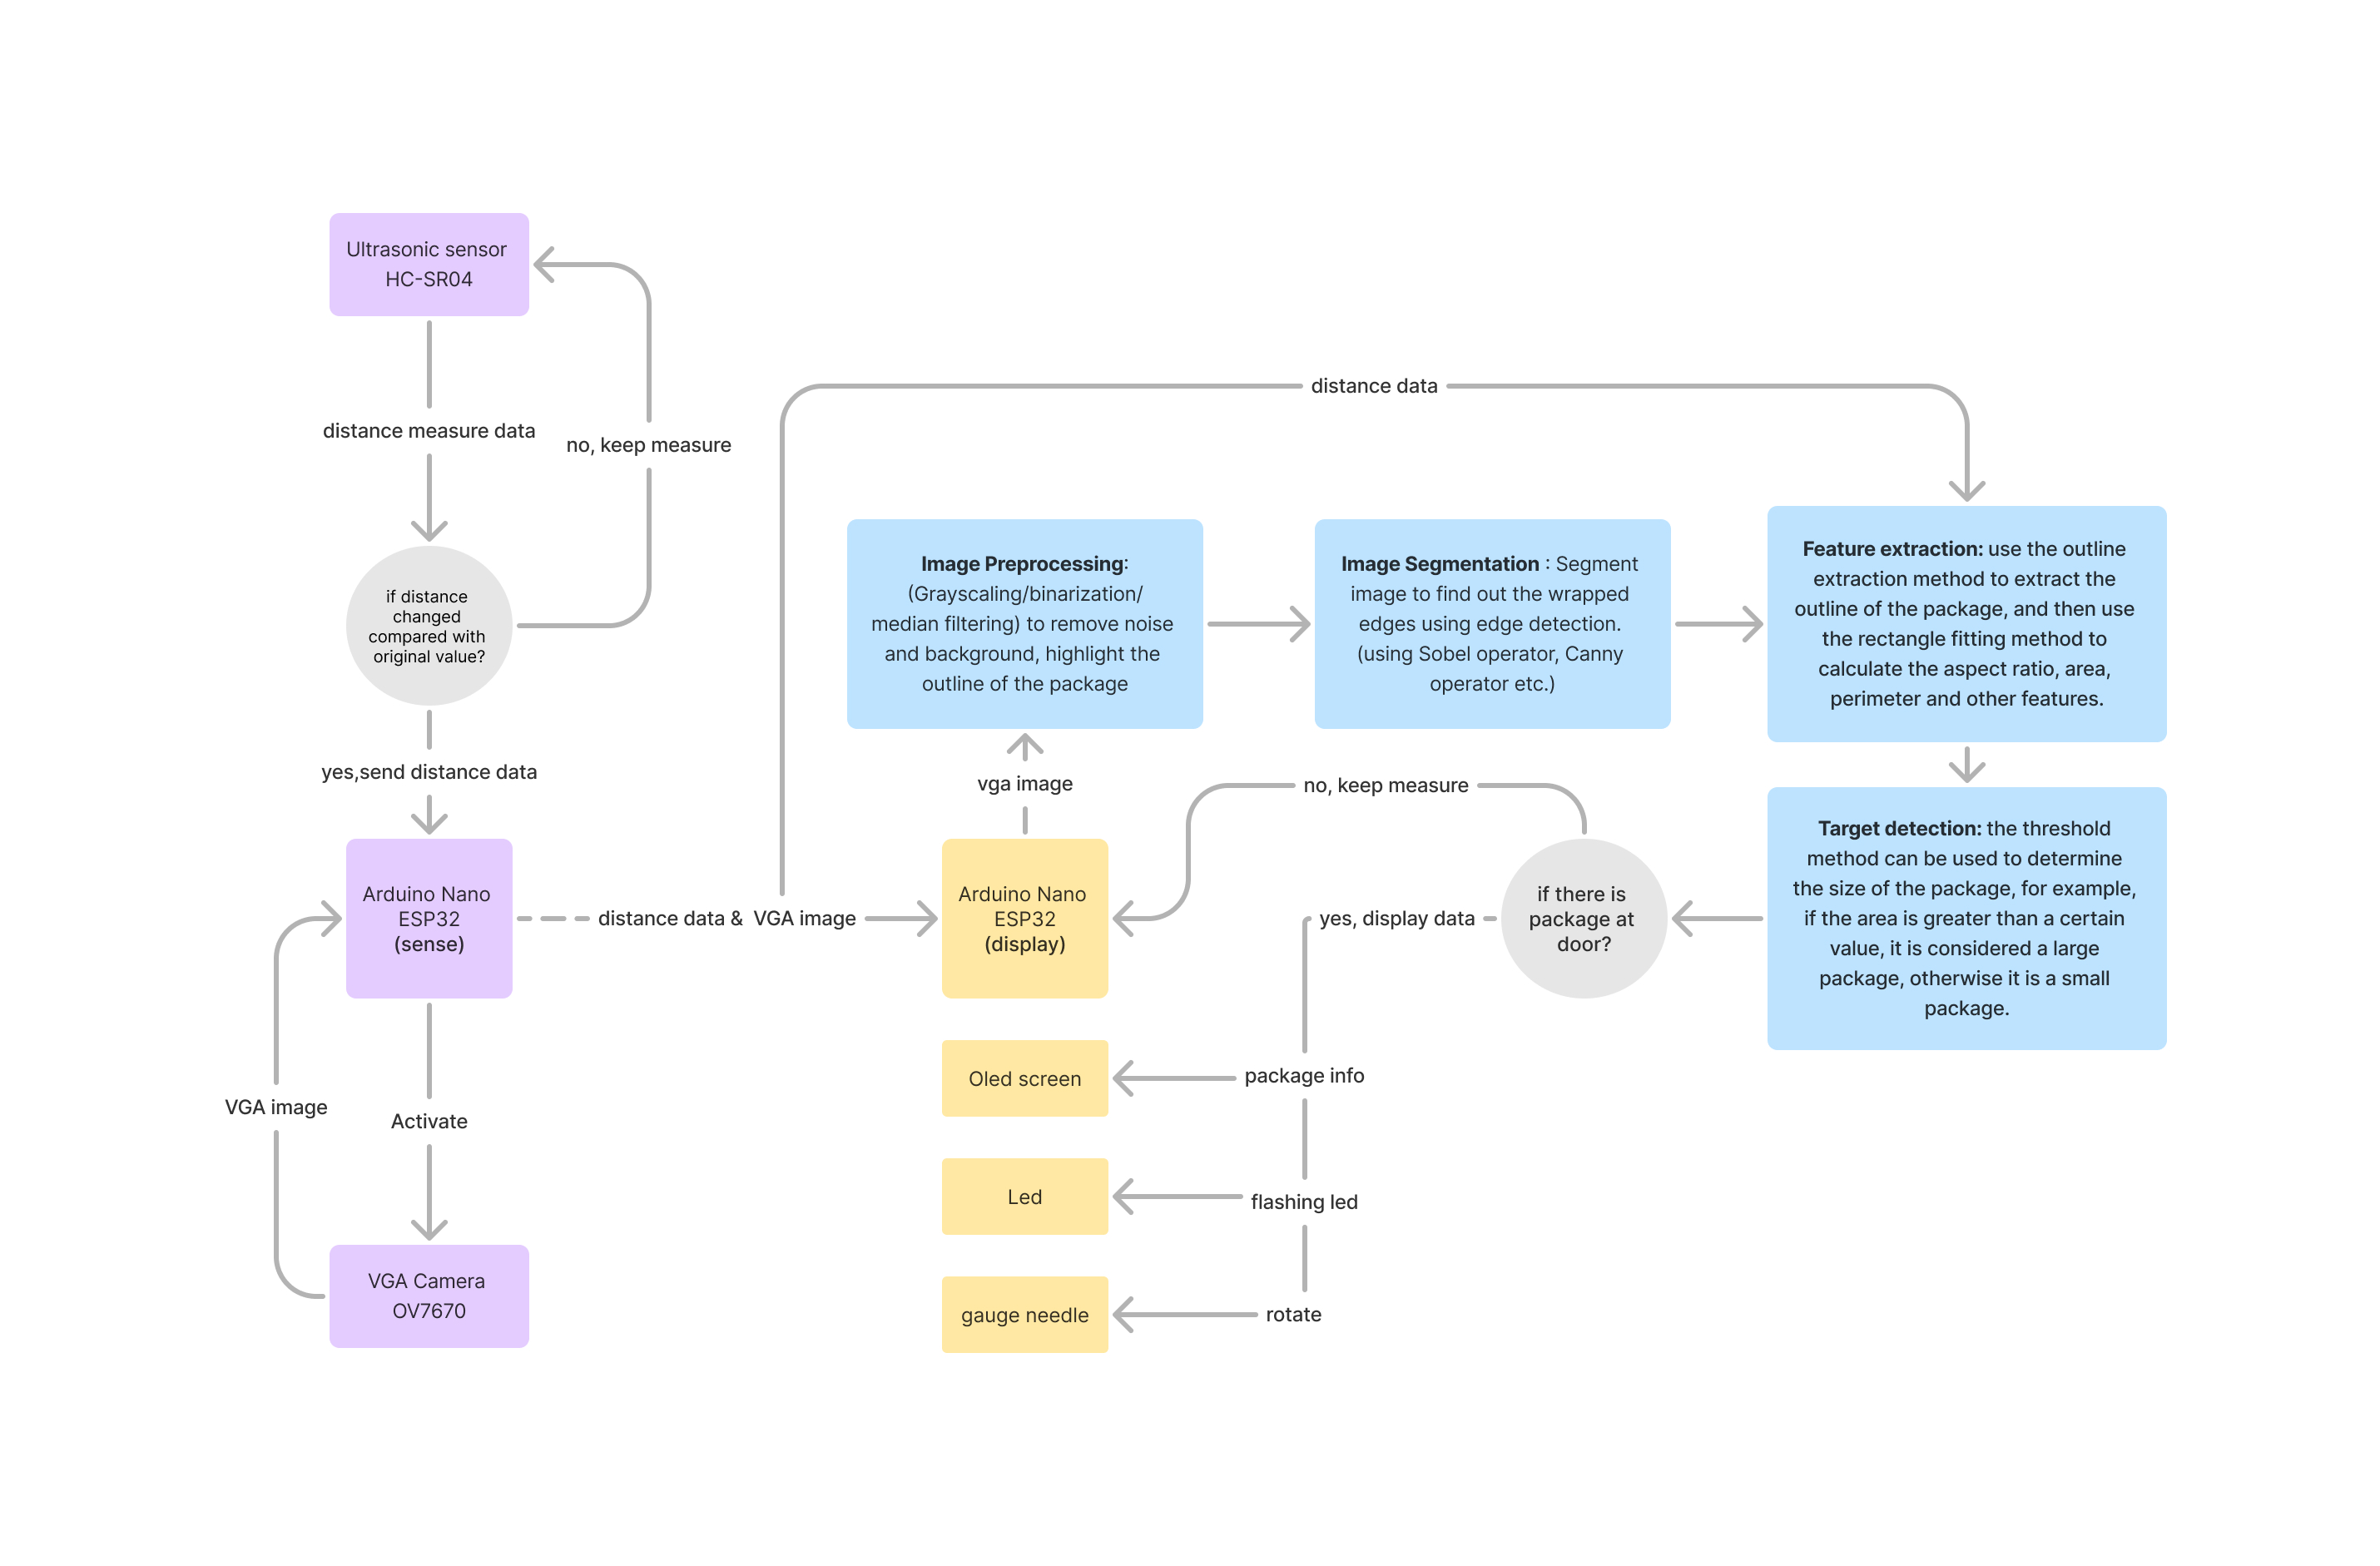 Ultrasonic sensor
HC-SR04
distance measure data
no, keep measure
if distance
changed
compared with
original value?
yes,send distance data
Arduino Nano
ESP32
(sense)
VGA image
Activate
VGA Camera
OV7670
distance data & VGA image
distance data
Image Preprocessing:
(Grayscaling/binarization/
median filtering) to remove noise
and background, highlight the
outline of the package
Image Segmentation : Segment
image to find out the wrapped
edges using edge detection.
(using Sobel operator, Canny
operator etc.)
Feature extraction: use the outline
extraction method to extract the
outline of the package, and then use
the rectangle fitting method to
calculate the aspect ratio, area,
perimeter and other features.
vga image
no, keep measure
Arduino Nano
ESP32
(display)
yes, display data
if there is
package at
door?
Target detection: the threshold
method can be used to determine
the size of the package, for example,
if the area is greater than a certain
value, it is considered a large
package, otherwise it is a small
package.
Oled screen
package info
Led
flashing led
gauge needle
rotate